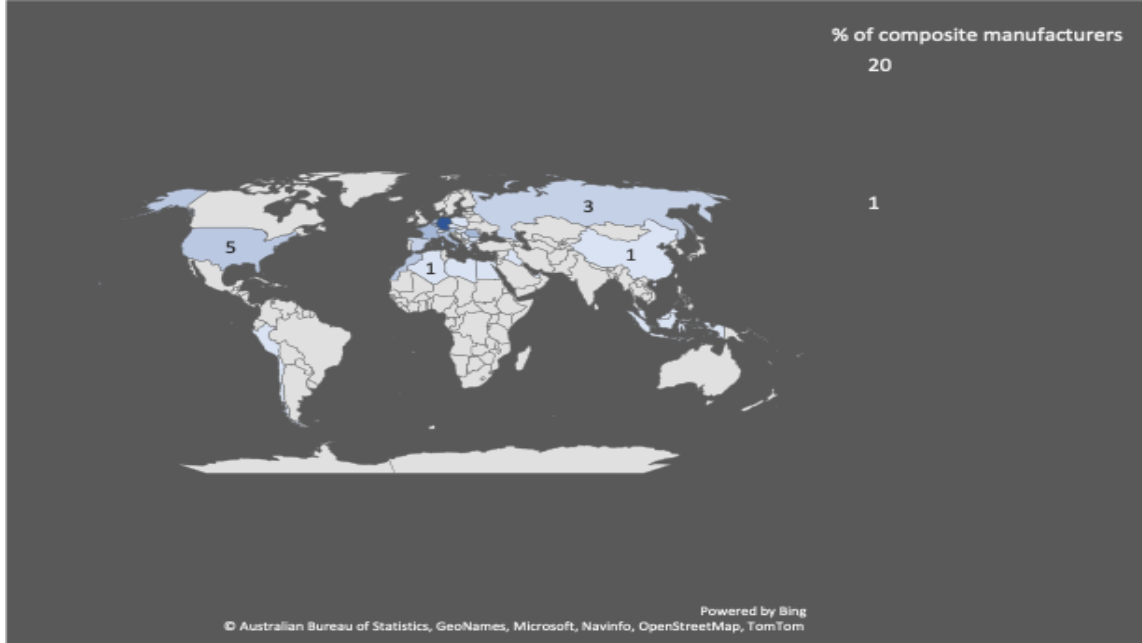 % of composite manufacturers
20
1
3
5
1
1
Powered by Bing
© Australian Bureau of Statistics, GeoNames, Microsoft, Navinfo, OpenStreetMap, TomTom